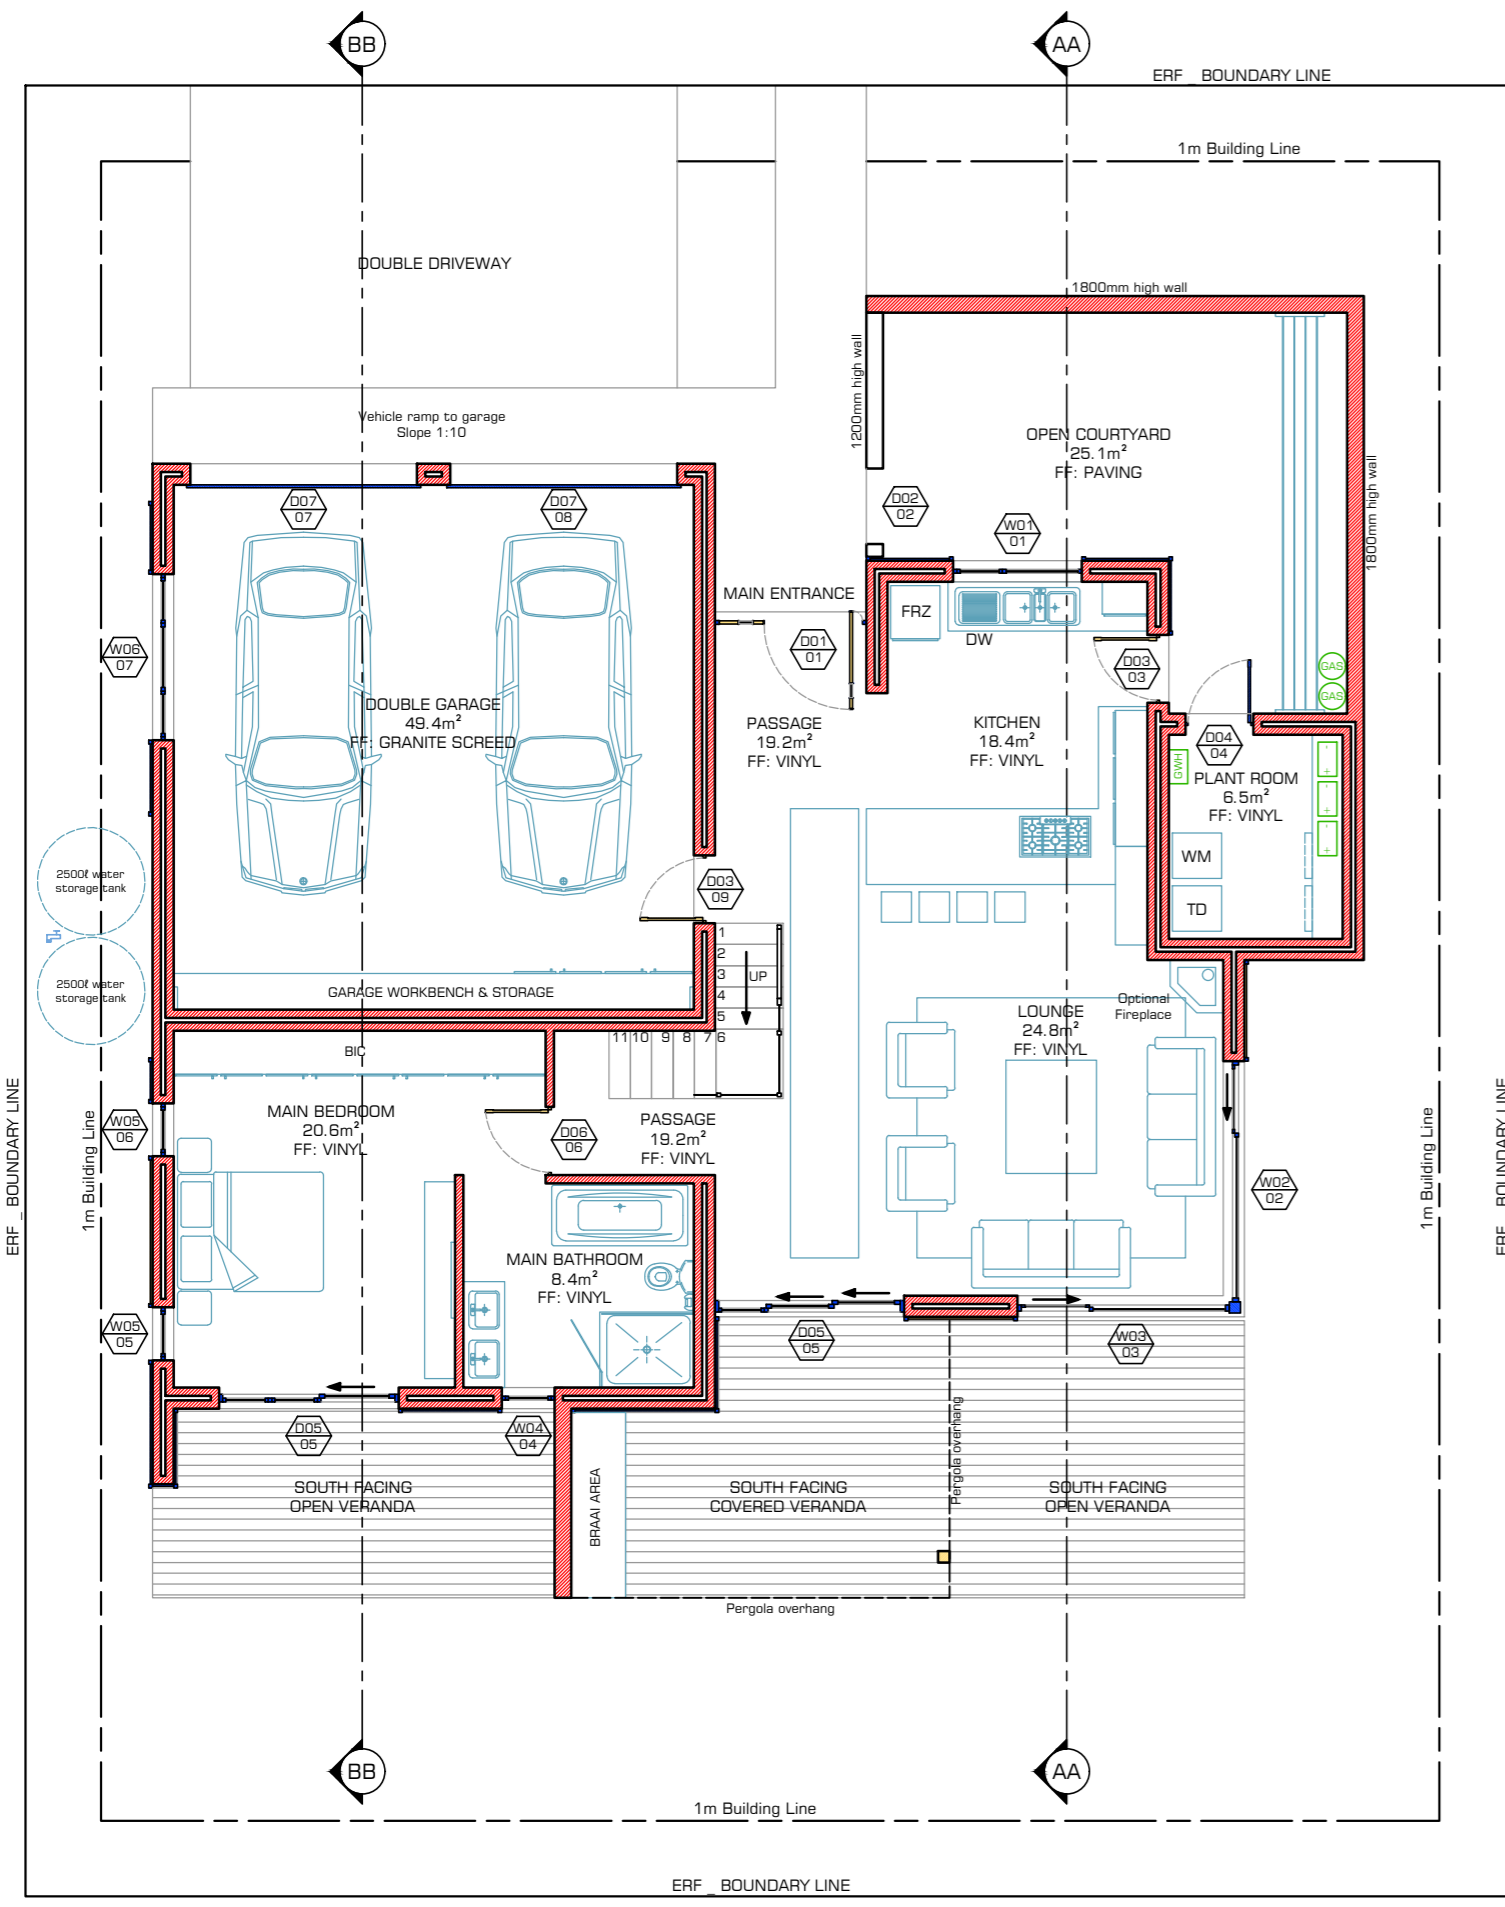 BB
AA
ERF _ BOUNDARY LINE
1m Building Line
DOUBLE DRIVEWAY
1800mm high wall
1200mm high wall
Vehicle ramp to garage
Slope 1:10
OPEN COURTYARD
25.1m²
FF: PAVING
1800mm high wall
D07
07
D07
08
D02
02
W01
01
MAIN ENTRANCE
FRZ
DW
D01
01
D03
03
W06
07
GAS
GAS
DOUBLE GARAGE
49.4m²
FF: GRANITE SCREED
PASSAGE
19.2m²
FF: VINYL
KITCHEN
18.4m²
FF: VINYL
D04
04
GWH
PLANT ROOM
6.5m²
FF: VINYL
WM
TD
2500ℓ water
storage tank
D03
09
1
2
3
4
5
UP
2500ℓ water
storage tank
GARAGE WORKBENCH & STORAGE
Optional
Fireplace
LOUNGE
24.8m²
FF: VINYL
11 10 9 8 7 6
BIC
MAIN BEDROOM
20.6m²
FF: VINYL
W05
06
D06
06
PASSAGE
19.2m²
FF: VINYL
ERF _ BOUNDARY LINE
1m Building Line
1m Building Line
ERF _ BOUNDARY LINE
W02
02
MAIN BATHROOM
8.4m²
FF: VINYL
W05
05
D05
05
W03
03
D05
05
W04
04
Pergola overhang
SOUTH FACING
OPEN VERANDA
BRAAI AREA
SOUTH FACING
COVERED VERANDA
SOUTH FACING
OPEN VERANDA
Pergola overhang
BB
AA
1m Building Line
ERF _ BOUNDARY LINE